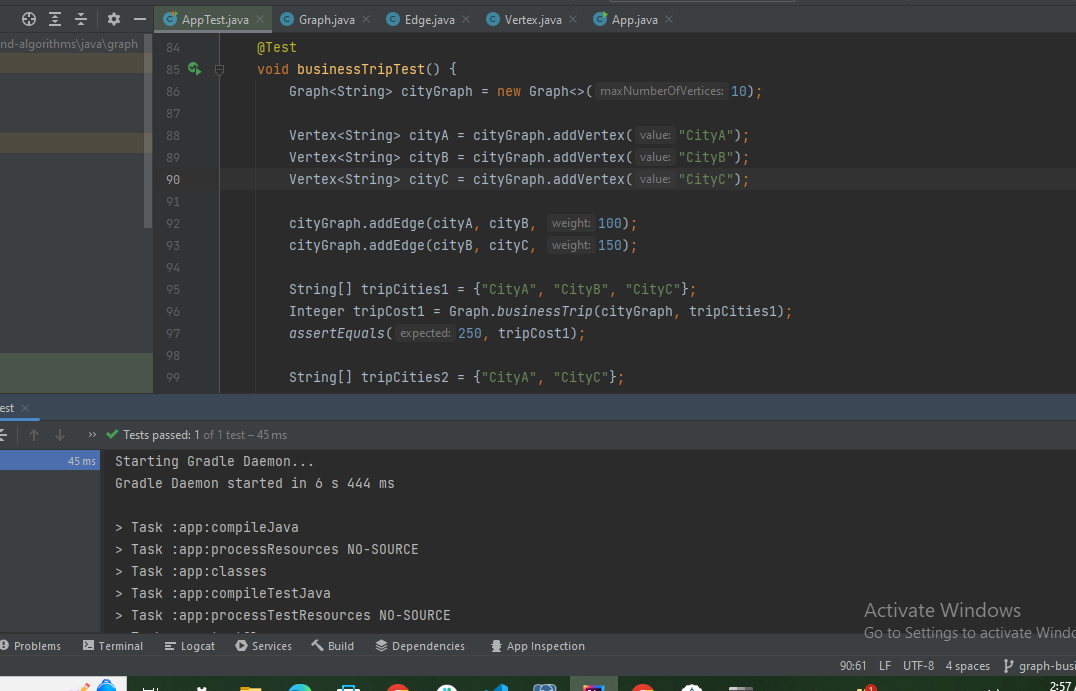 AppTest.java Graph.java Edge.java Vertex.java App.java
nd-algorithms\java\graph
84 @Test
85 void businessTripTest() {
86 Graph<String> cityGraph = new Graph<>( maxNumberOfVertices: 10);
87
88 Vertex<String> cityA = cityGraph.addVertex( value: "CityA");
89 Vertex<String> cityB = cityGraph.addVertex( value: "CityB");
90 Vertex<String> cityC = cityGraph.addVertex( value: "CityC");
91
92 cityGraph.addEdge(cityA, cityB, weight: 100);
93 cityGraph.addEdge(cityB, cityC, weight: 150);
94
95 String[] tripCities1 = {"CityA", "CityB", "CityC"};
96 Integer tripCost1 = Graph.businessTrip(cityGraph, tripCities1);
97 assertEquals( expected: 250, tripCost1);
98
99 String[] tripCities2 = {"CityA", "CityC"};
est
» Tests passed: 1 of 1 test – 45 ms
45 ms
Starting Gradle Daemon...
Gradle Daemon started in 6 s 444 ms
> Task :app:compileJava
> Task :app:processResources NO-SOURCE
> Task :app:classes
> Task :app:compileTestJava
> Task :app:processTestResources NO-SOURCE
Activate Windows
Go to Settings to activate Windo
Problems Terminal Logcat Services Build Dependencies App Inspection
90:61 LF UTF-8 4 spaces graph-busi
2:57